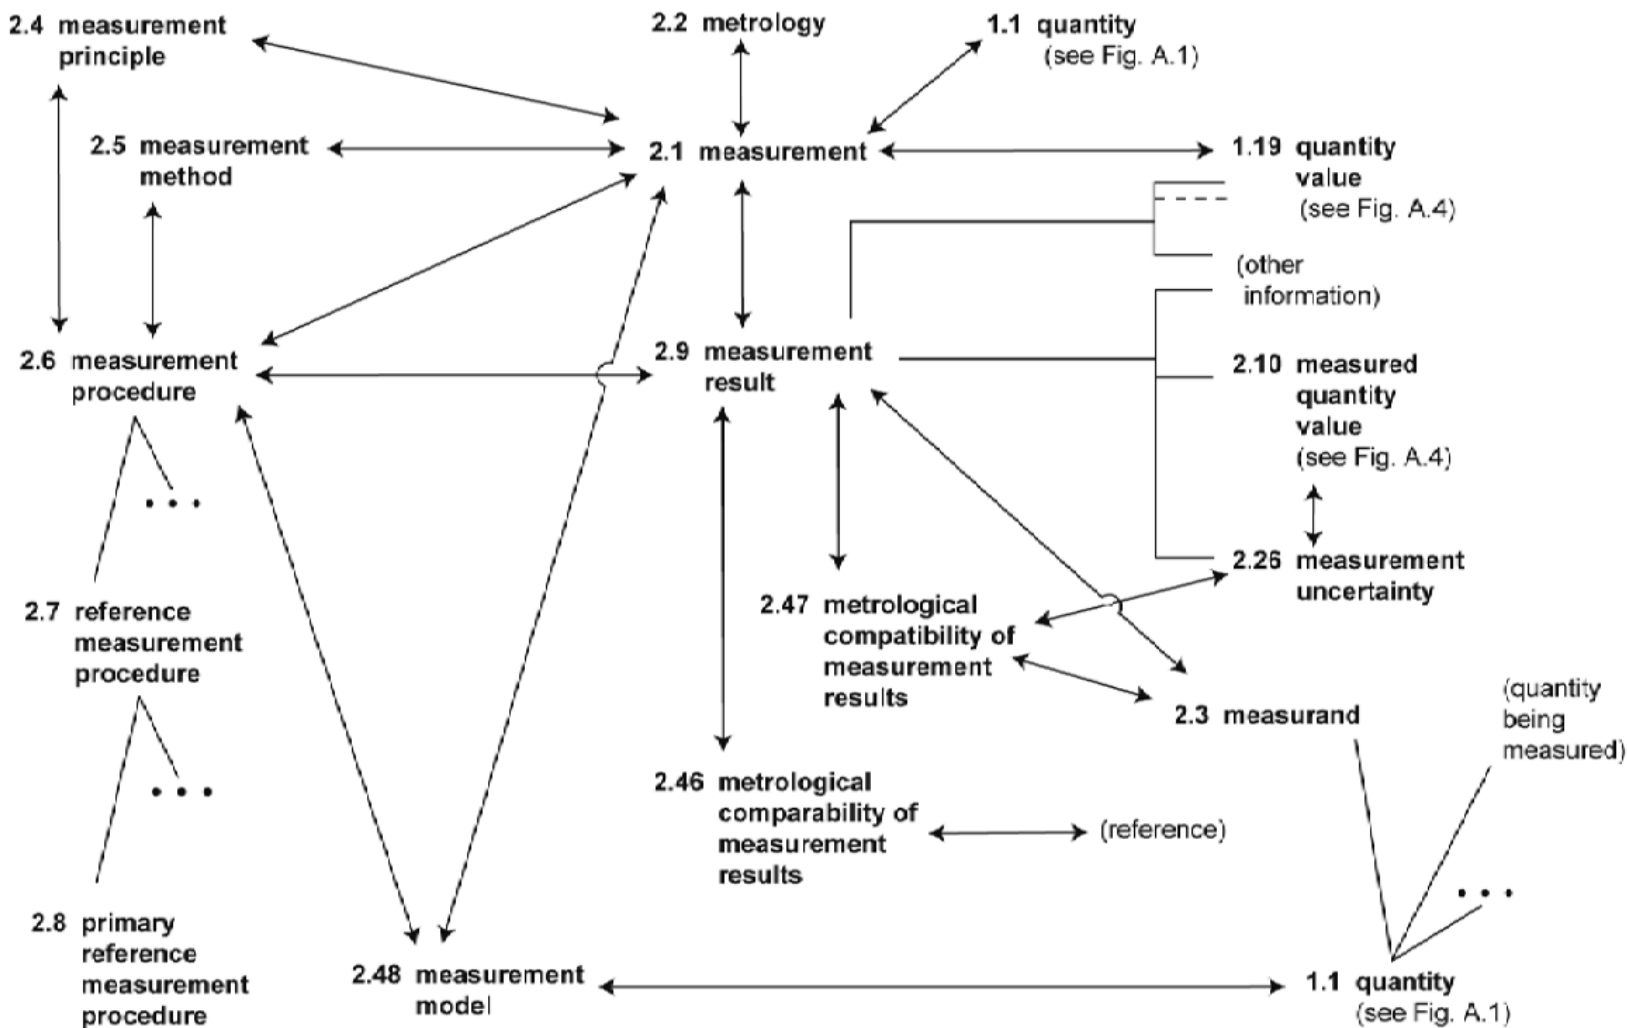 2.4 measurement
principle
2.2 metrology
1.1 quantity
(see Fig. A.1)
2.5 measurement
method
2.1 measurement
1.19 quantity
value
(see Fig. A.4)
(other
information)
2.6 measurement
procedure
2.9 measurement
result
2.10 measured
quantity
value
(see Fig. A.4)
• • •
2.26 measurement
uncertainty
2.7 reference
measurement
procedure
2.47 metrological
compatibility of
measurement
results
2.3 measurand
(quantity
being
measured)
• • •
2.46 metrological
comparability of
measurement
results
(reference)
• • •
2.8 primary
reference
measurement
procedure
2.48 measurement
model
1.1 quantity
(see Fig. A.1)